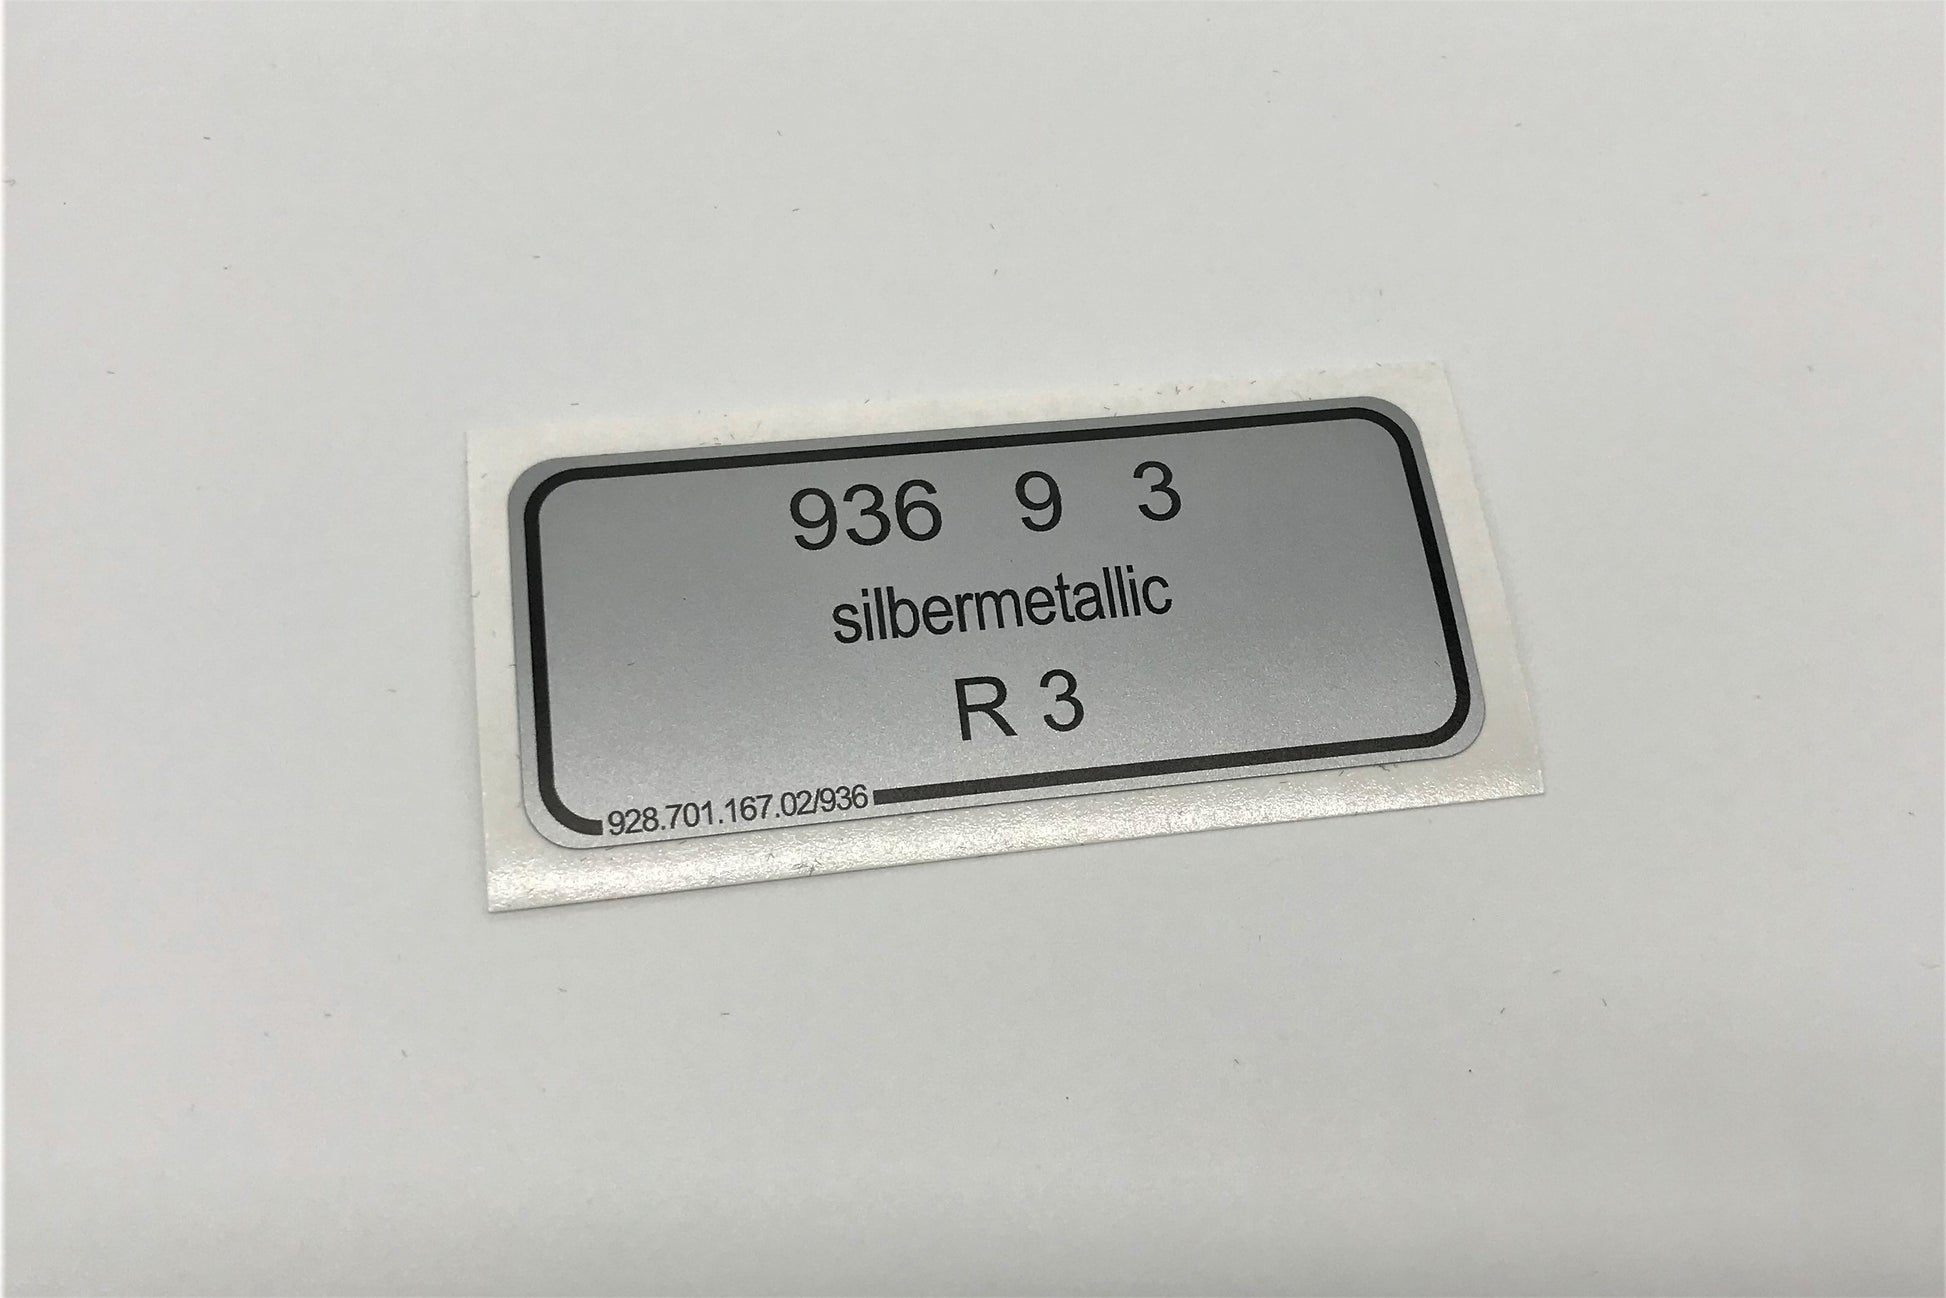 936 9 3
silbermetallic
R 3
928.701.167.02/936